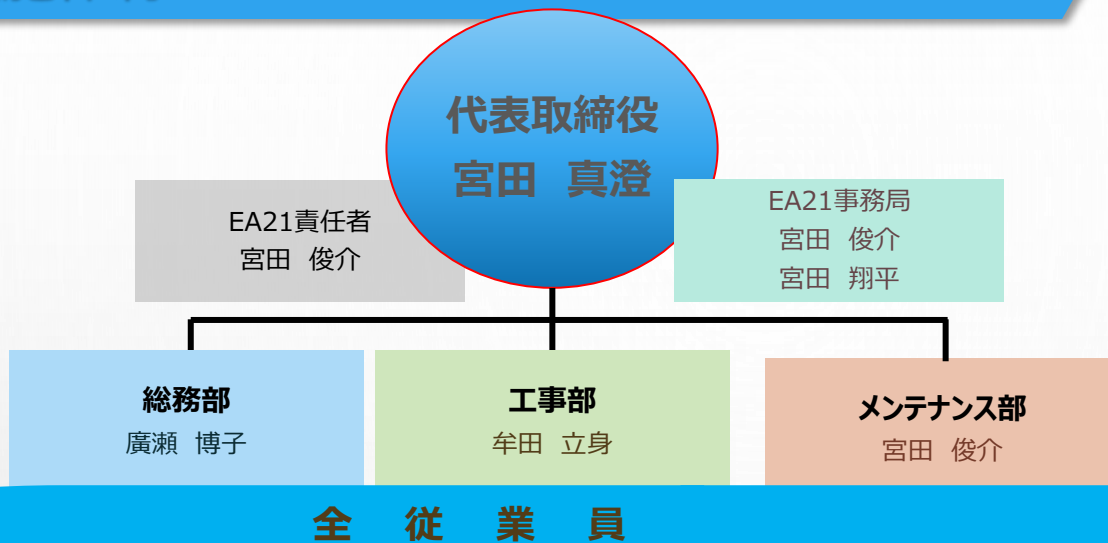 代表取締役
宮田 真澄
EA21責任者
宮田 俊介
EA21事務局
宮田 俊介
宮田 翔平
総務部
廣瀬 博子
工事部
牟田 立身
メンテナンス部
宮田 俊介
全 従 業 員